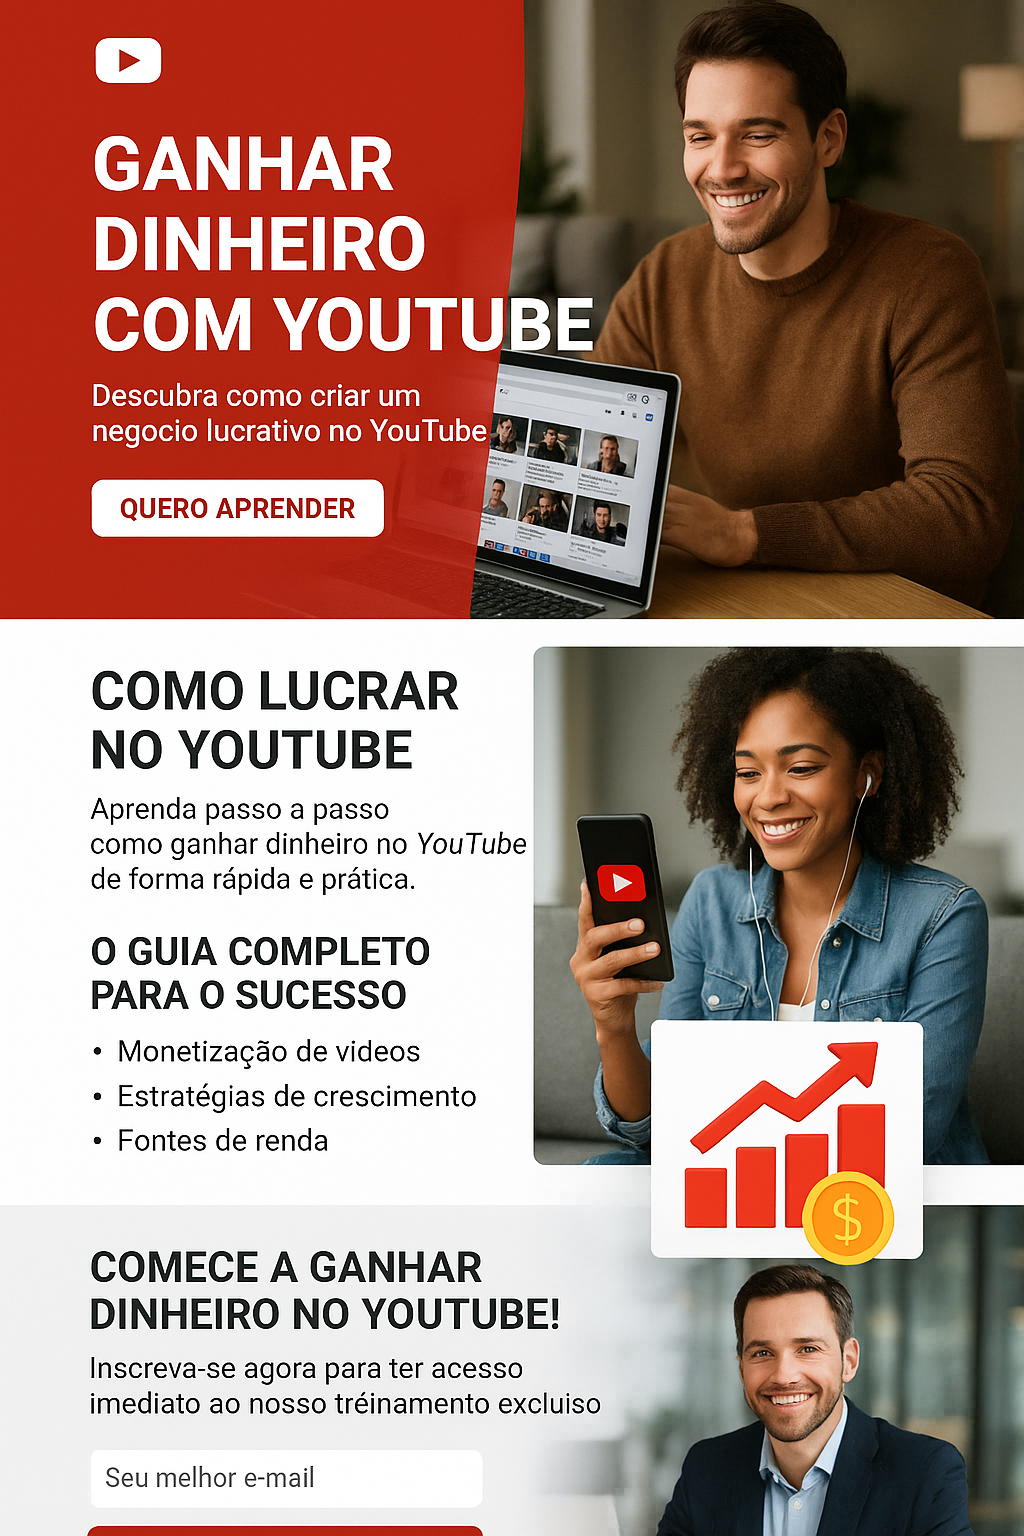 GANHAR
DINHEIRO
COM YOUTUBE
Descubra como criar um
negocio lucrativo no YouTube
QUERO APRENDER
COMO LUCRAR
NO YOUTUBE
Aprenda passo a passo
como ganhar dinheiro no YouTube
de forma rápida e prática.
O GUIA COMPLETO
PARA O SUCESSO
• Monetização de videos
• Estratégias de crescimento
• Fontes de renda
$
COMECE A GANHAR
DINHEIRO NO YOUTUBE!
Inscreva-se agora para ter acesso
imediato ao nosso tréinamento excluiso
Seu melhor e-mail